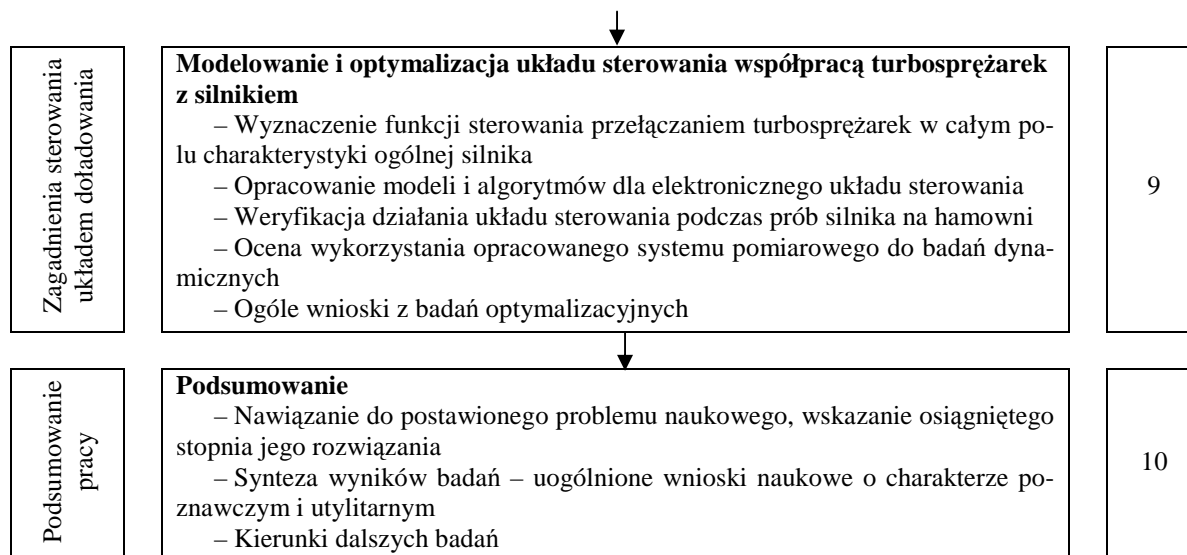 Zagadnienia sterowania
układem doładowania
Modelowanie i optymalizacja układu sterowania współpracą turbosprężarek
z silnikiem
– Wyznaczenie funkcji sterowania przełączaniem turbosprężarek w całym po-
lu charakterystyki ogólnej silnika
– Opracowanie modeli i algorytmów dla elektronicznego układu sterowania
– Weryfikacja działania układu sterowania podczas prób silnika na hamowni
– Ocena wykorzystania opracowanego systemu pomiarowego do badań dyna-
micznych
– Ogóle wnioski z badań optymalizacyjnych
9
Podsumowanie
pracy
Podsumowanie
– Nawiązanie do postawionego problemu naukowego, wskazanie osiągniętego
stopnia jego rozwiązania
– Synteza wyników badań – uogólnione wnioski naukowe o charakterze po-
znawczym i utylitarnym
– Kierunki dalszych badań
10